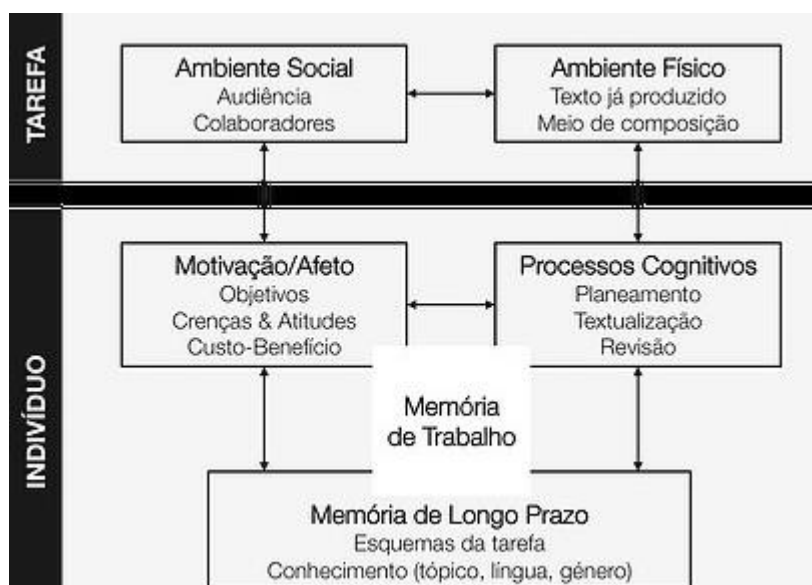 TAREFA
Ambiente Social
Audiência
Colaboradores
Ambiente Físico
Texto já produzido
Meio de composição
INDIVÍDUO
Motivação/Afeto
Objetivos
Crenças & Atitudes
Custo-Benefício
Processos Cognitivos
Planeamento
Textualização
Revisão
Memória
de Trabalho
Memória de Longo Prazo
Esquemas da tarefa
Conhecimento (tópico, língua, género)